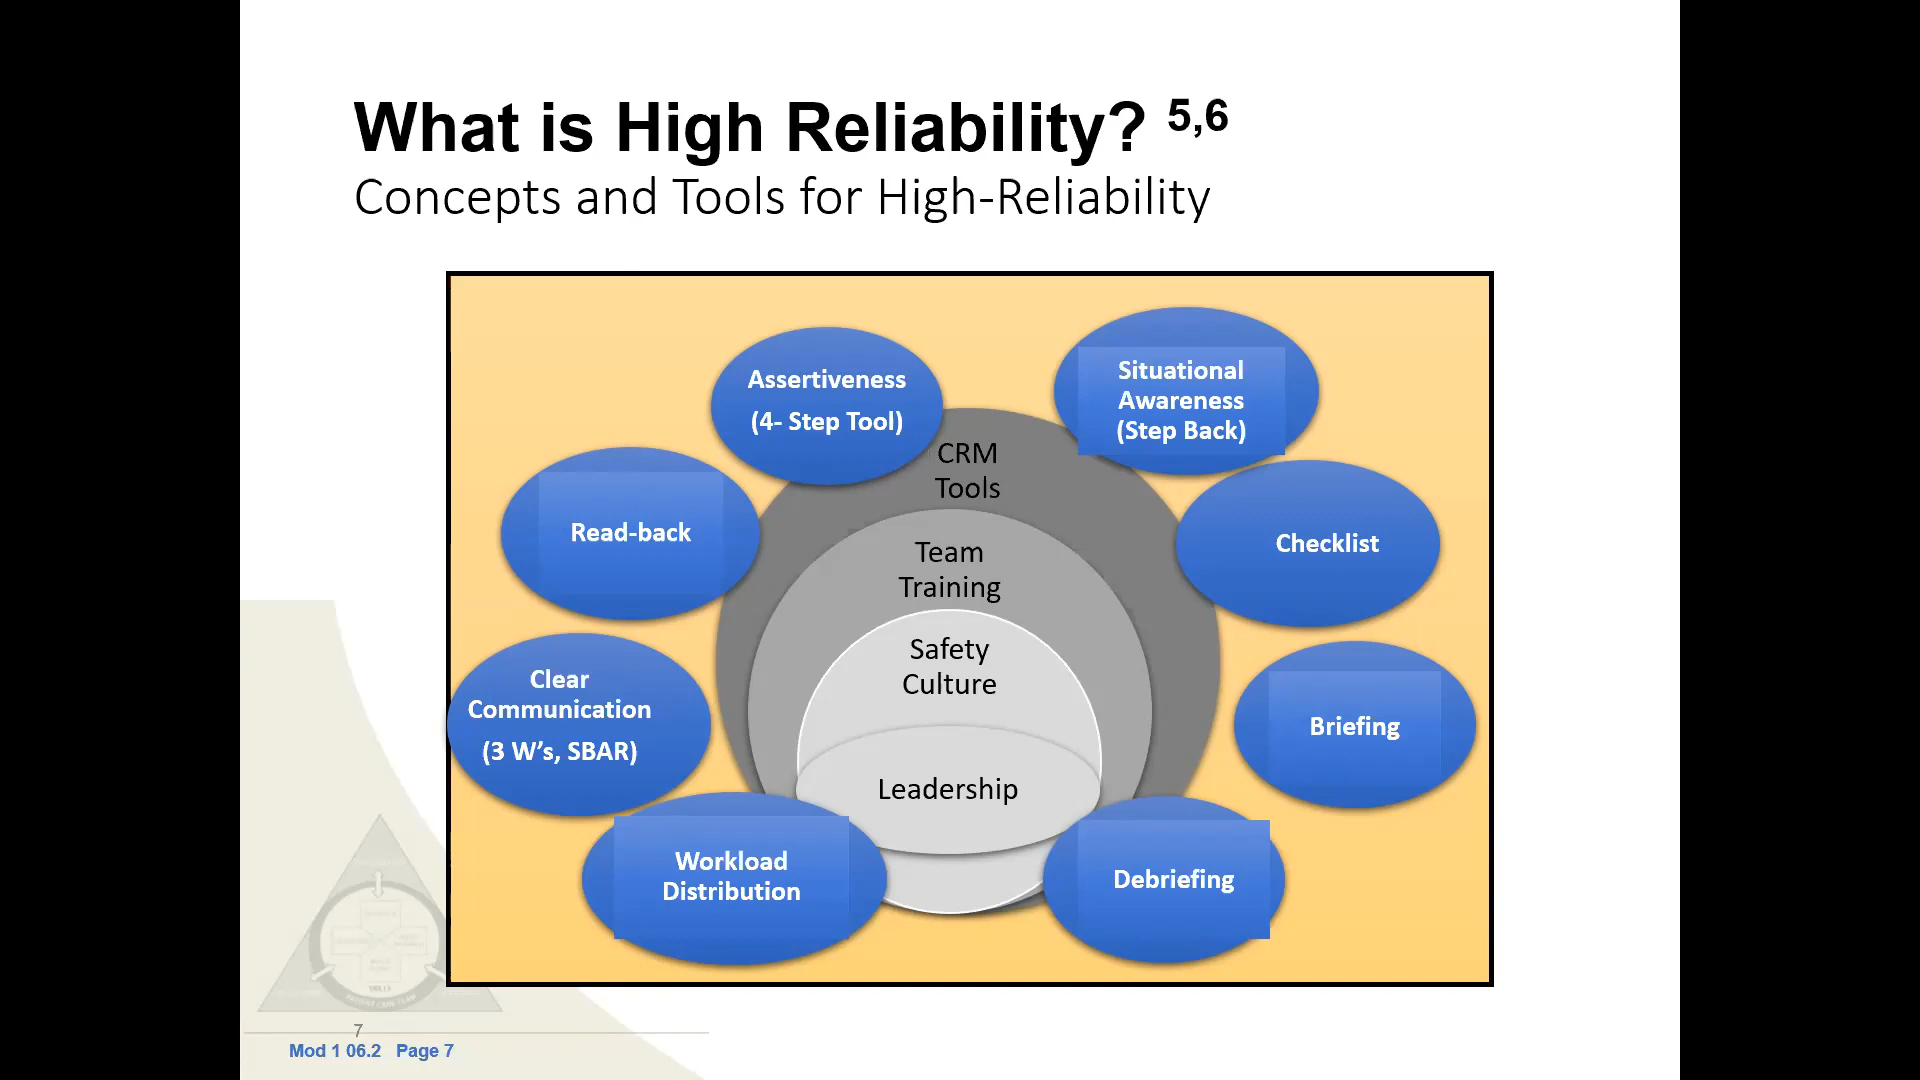 What is High Reliability? 5,6
Concepts and Tools for High-Reliability
Assertiveness
(4- Step Tool)
Situational
Awareness
(Step Back)
CRM
Tools
Read-back
Checklist
Team
Training
Safety
Culture
Clear
Communication
(3 W’s, SBAR)
Briefing
Leadership
Workload
Distribution
Debriefing
7
Mod 1 06.2 Page 7